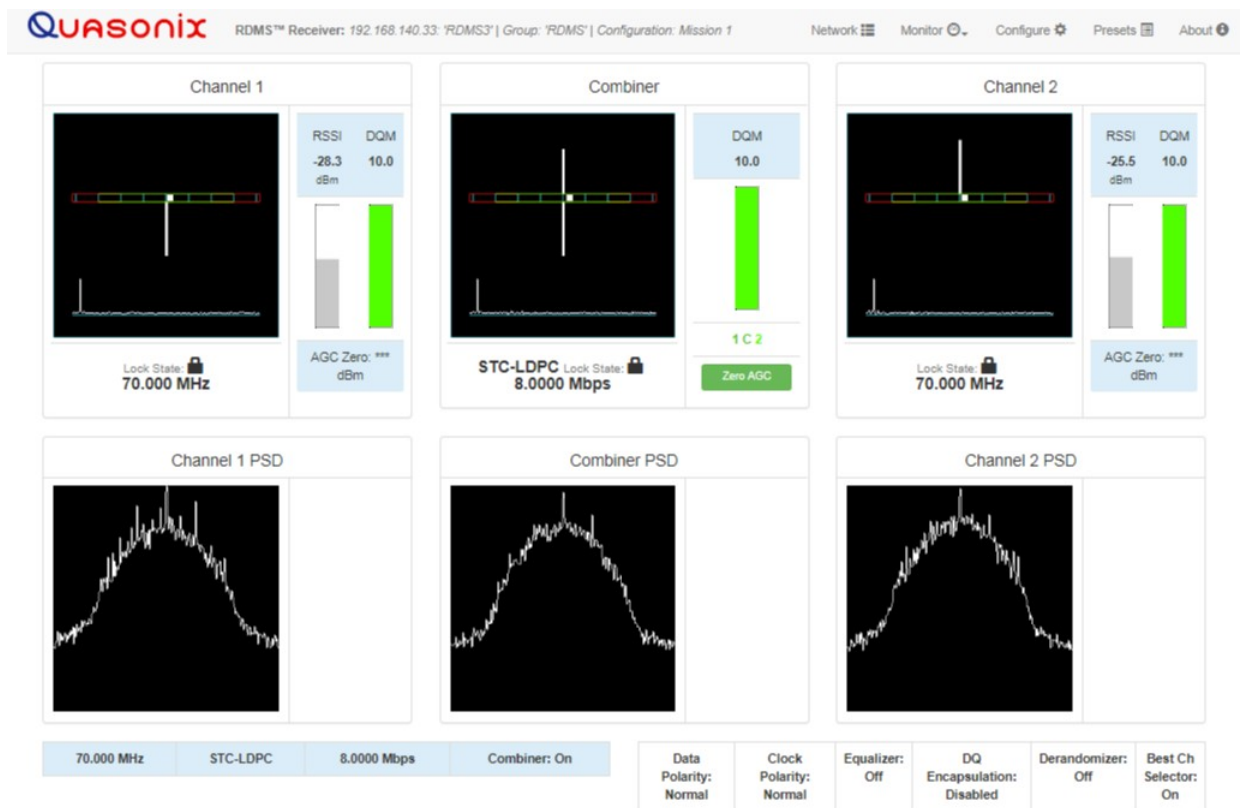 Quasonix RDMS™ Receiver: 192.168.140.33: 'RDMS3' | Group: 'RDMS' | Configuration: Mission 1 Network Monitor Configure Presets About
Channel 1
RSSI DQM
-28.3 10.0
dBm
Lock State:
70.000 MHz
AGC Zero: ***
dBm
Combiner
DQM
10.0
1 C 2
STC-LDPC Lock State:
8.0000 Mbps
Zero AGC
Channel 2
RSSI DQM
-25.5 10.0
dBm
Lock State:
70.000 MHz
AGC Zero: ***
dBm
Channel 1 PSD
Combiner PSD
Channel 2 PSD
70.000 MHz STC-LDPC 8.0000 Mbps Combiner: On
Data
Polarity:
Normal
Clock
Polarity:
Normal
Equalizer:
Off
DQ
Encapsulation:
Disabled
Derandomizer:
Off
Best Ch
Selector:
On